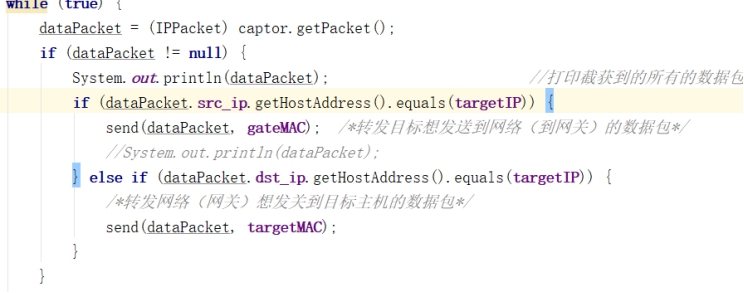 while (true) {
dataPacket = (IPPacket) captor.getPacket();
if (dataPacket != null) {
System.out.println(dataPacket); //打印截获到的所有的数据包
if (dataPacket.src_ip.getHostAddress().equals(targetIP)) {
send(dataPacket, gateMAC); /*转发目标想发送到网络（到网关）的数据包*/
//System.out.println(dataPacket);
} else if (dataPacket.dst_ip.getHostAddress().equals(targetIP)) {
/*转发网络（网关）想发关到目标主机的数据包*/
send(dataPacket, targetMAC);
}
}